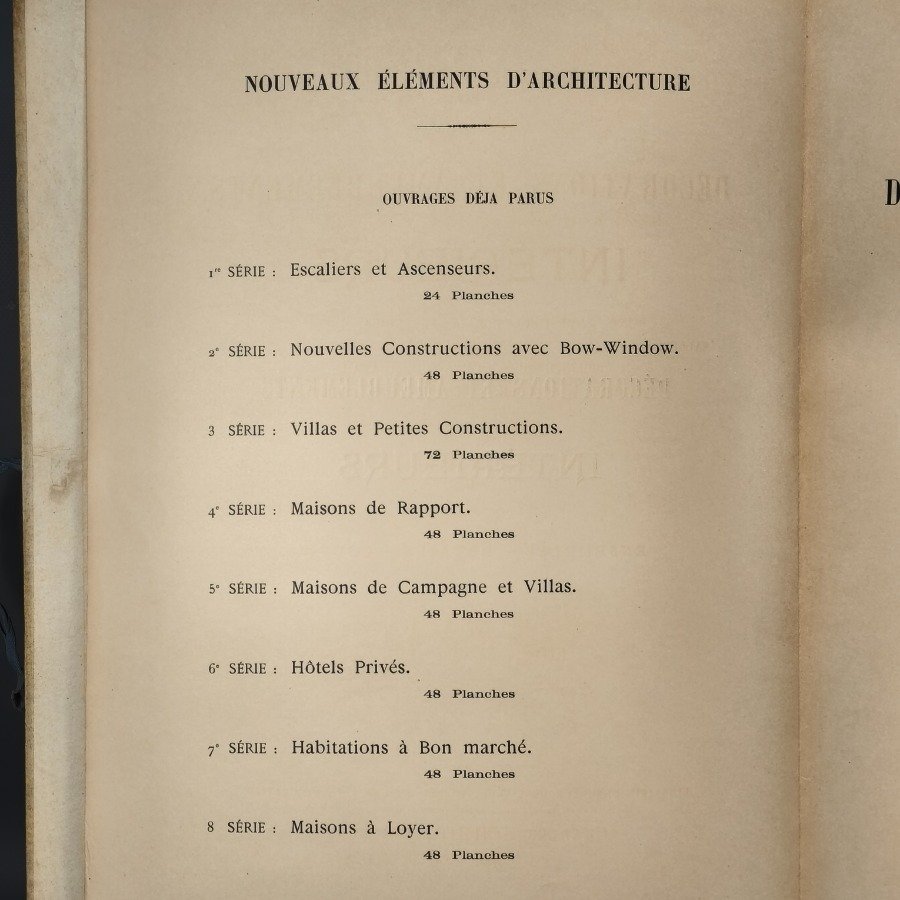 NOUVEAUX ÉLÉMENTS D'ARCHITECTURE
OUVRAGES DÉJA PARUS
1re SÉRIE : Escaliers et Ascenseurs.
24 Planches
2e SÉRIE : Nouvelles Constructions avec Bow-Window.
48 Planches
3 SÉRIE : Villas et Petites Constructions.
72 Planches
4e SÉRIE : Maisons de Rapport.
48 Planches
5e SÉRIE : Maisons de Campagne et Villas.
48 Planches
6e SÉRIE : Hôtels Privés.
48 Planches
7e SÉRIE : Habitations à Bon marché.
48 Planches
8 SÉRIE : Maisons à Loyer.
48 Planches